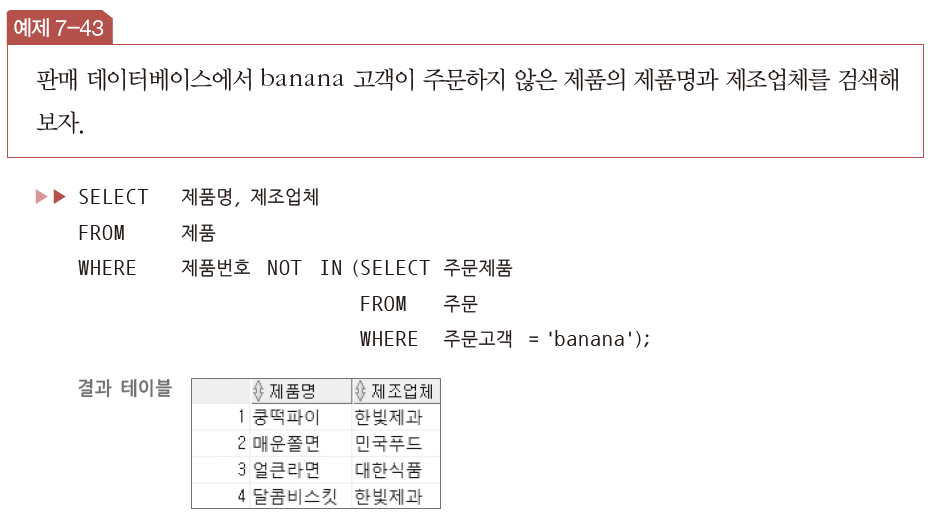 예제 7-43
판매 데이터베이스에서 banana 고객이 주문하지 않은 제품의 제품명과 제조업체를 검색해
보자.
SELECT 제품명, 제조업체
FROM 제품
WHERE 제품번호 NOT IN (SELECT 주문제품
FROM 주문
WHERE 주문고객 = 'banana');
결과 테이블
제품명 제조업체
1 쿵떡파이 한빛제과
2 매운쫄면 민국푸드
3 얼큰라면 대한식품
4 달콤비스킷 한빛제과